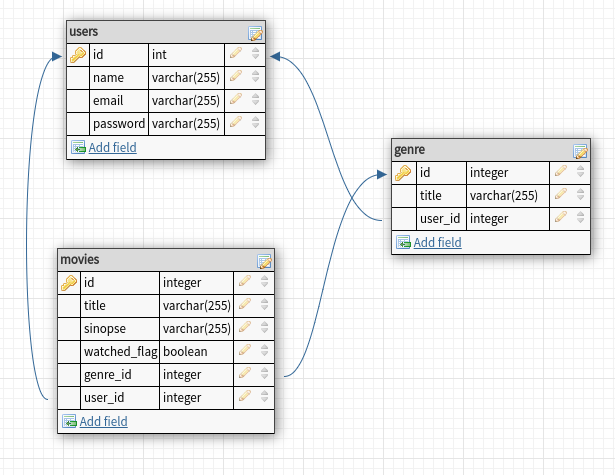 users
id int
name varchar(255)
email varchar(255)
password varchar(255)
Add field
genre
id integer
title varchar(255)
user_id integer
Add field
movies
id integer
title varchar(255)
sinopse varchar(255)
watched_flag boolean
genre_id integer
user_id integer
Add field